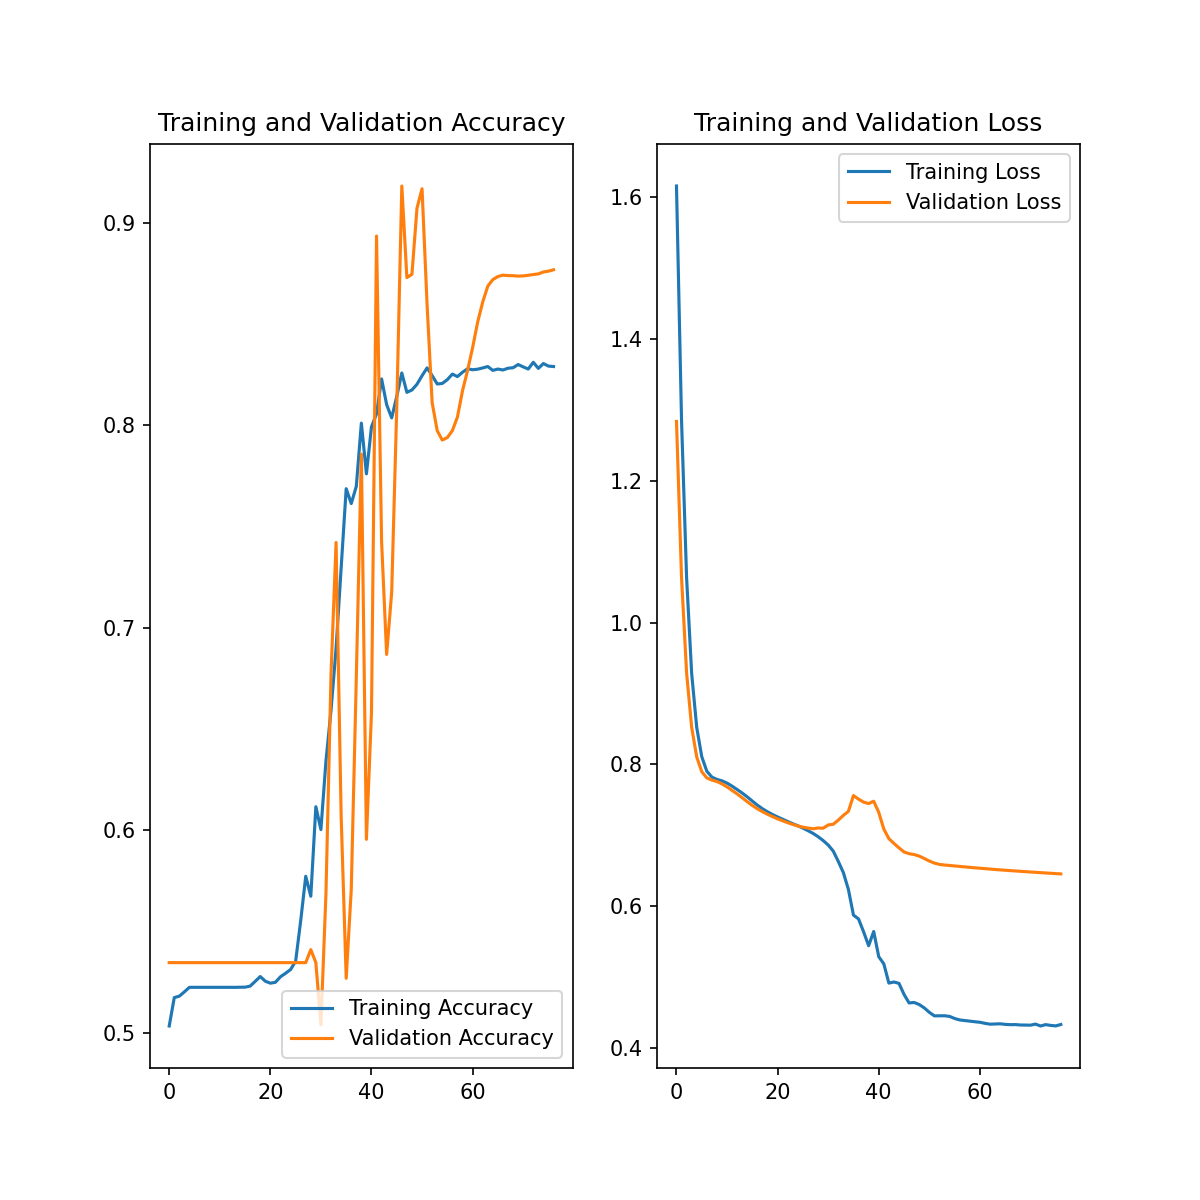 Training and Validation Accuracy
0.9
0.8
0.7
0.6
0.5
0 20 40 60
Training Accuracy
Validation Accuracy
Training and Validation Loss
1.6
1.4
1.2
1.0
0.8
0.6
0.4
0 20 40 60
Training Loss
Validation Loss